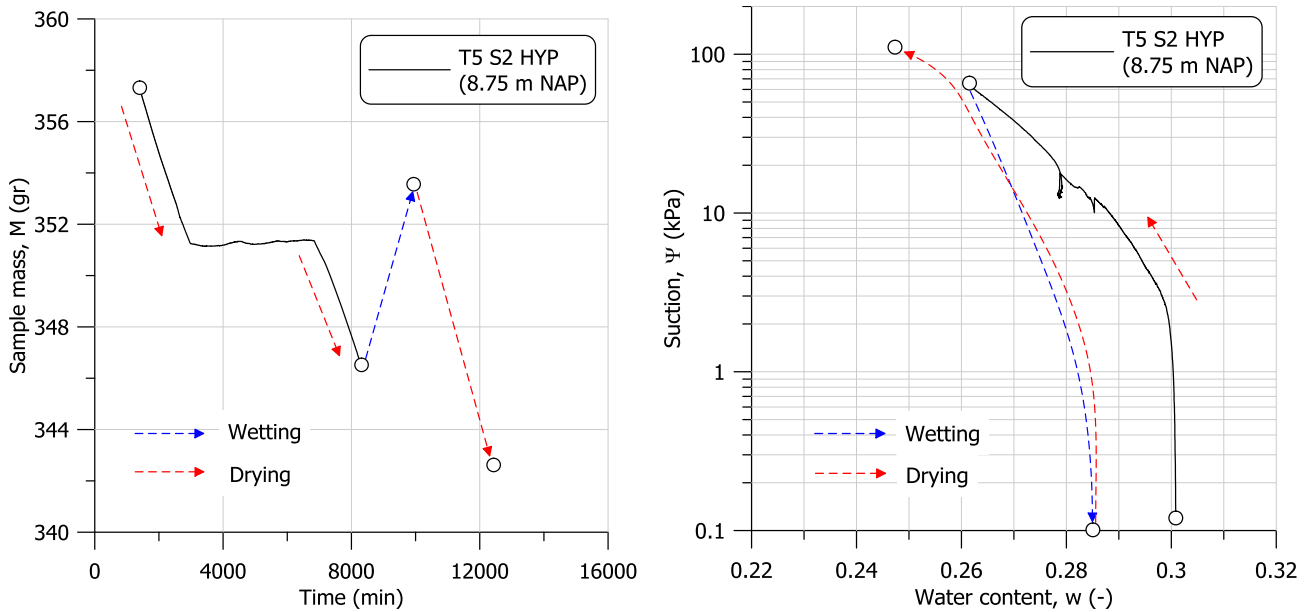 360
356
352
348
344
340
Sample mass, M (gr)
T5 S2 HYP
(8.75 m NAP)
Wetting
Drying
0
4000
8000
12000
16000
Time (min)
100
10
1
0.1
Suction, Ψ (kPa)
T5 S2 HYP
(8.75 m NAP)
Wetting
Drying
0.22
0.24
0.26
0.28
0.3
0.32
Water content, w (-)